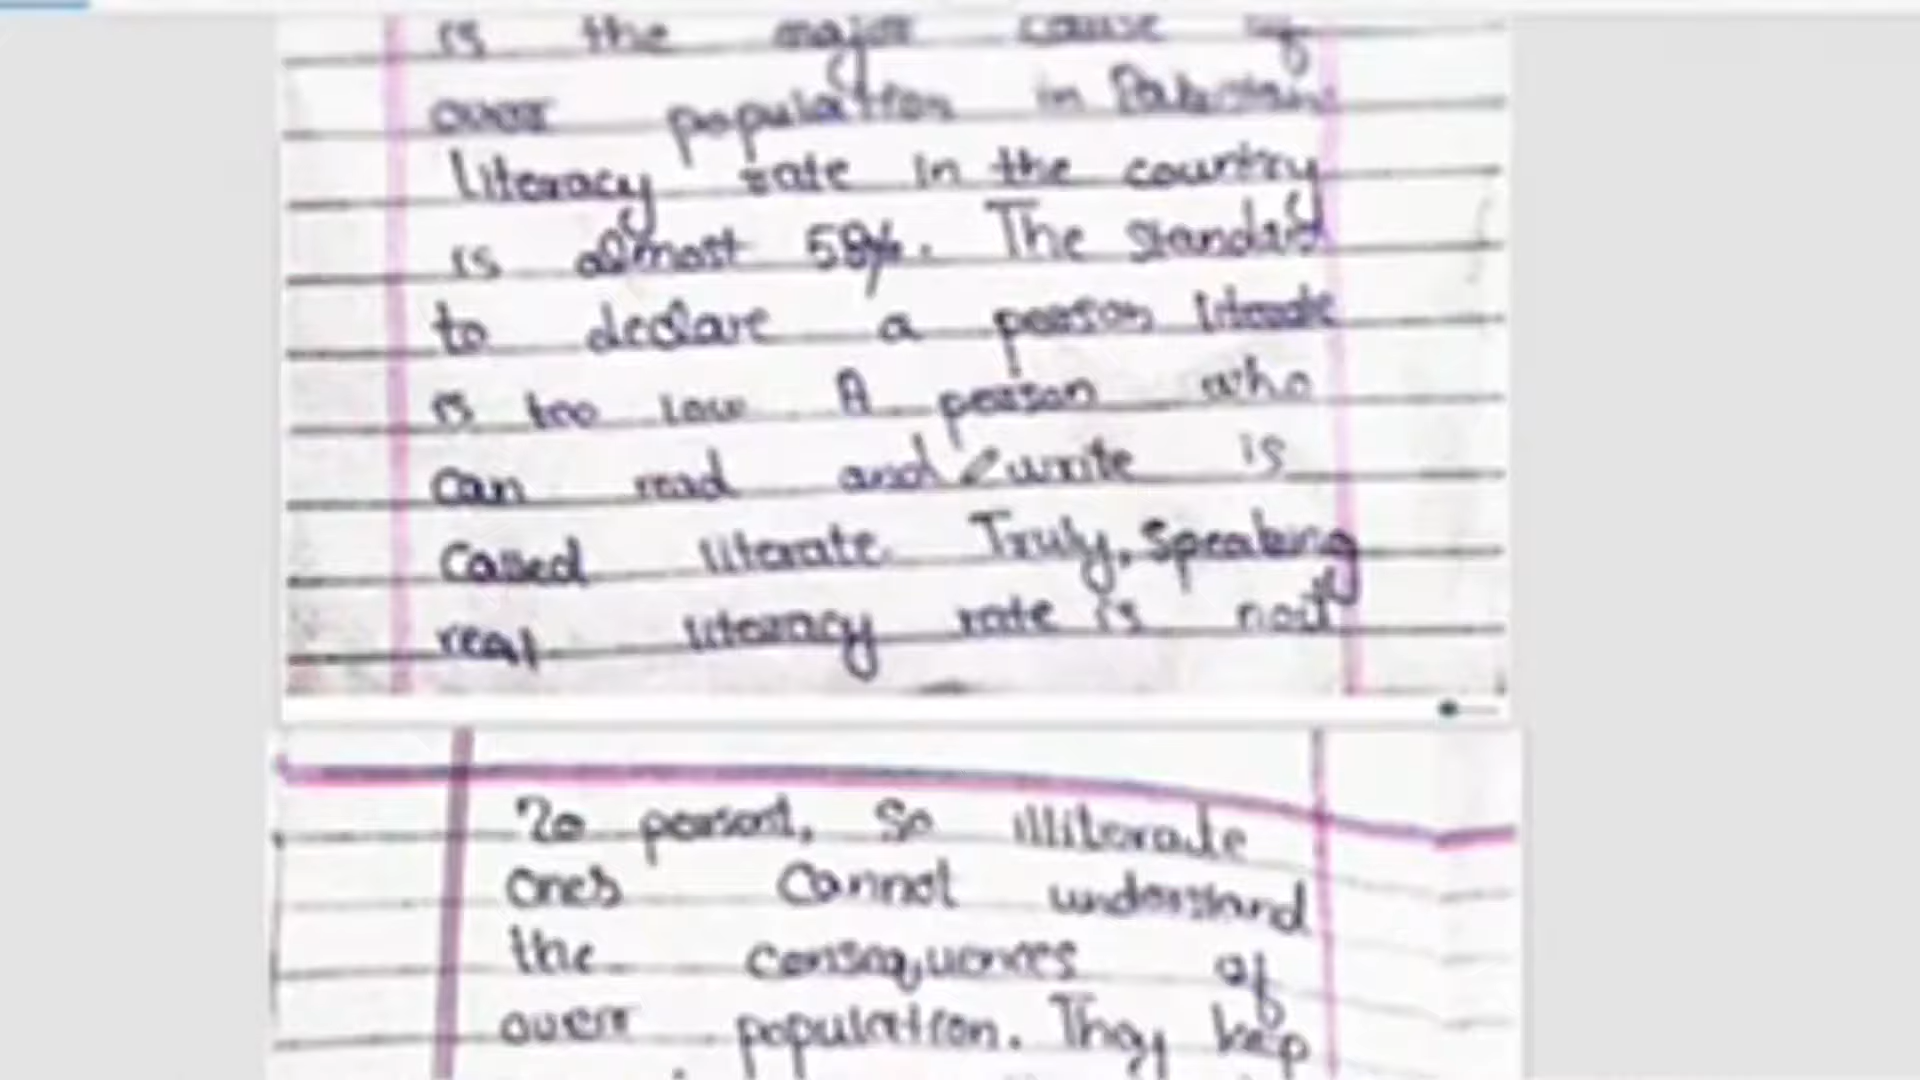 is the major cause of
over population in Pakistan
literacy rate in the country
is almost 58%. The standard
to declare a person literate
is too low A person who
can read and write is
called literate. Truly, speaking
real literacy rate is not
20 persent, So illiterate
ones cannot understand
the consequences of
over population. They keep